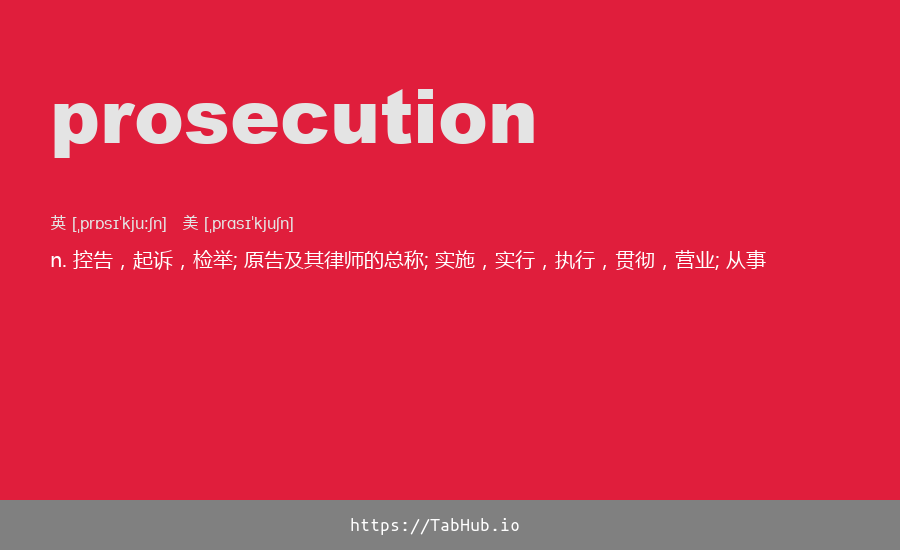 prosecution
英 [ˌprɒsɪˈkjuːʃn] 美 [ˌprɑsɪˈkjuʃn]
n. 控告，起诉，检举; 原告及其律师的总称; 实施，实行，执行，贯彻，营业; 从事
https://TabHub.io